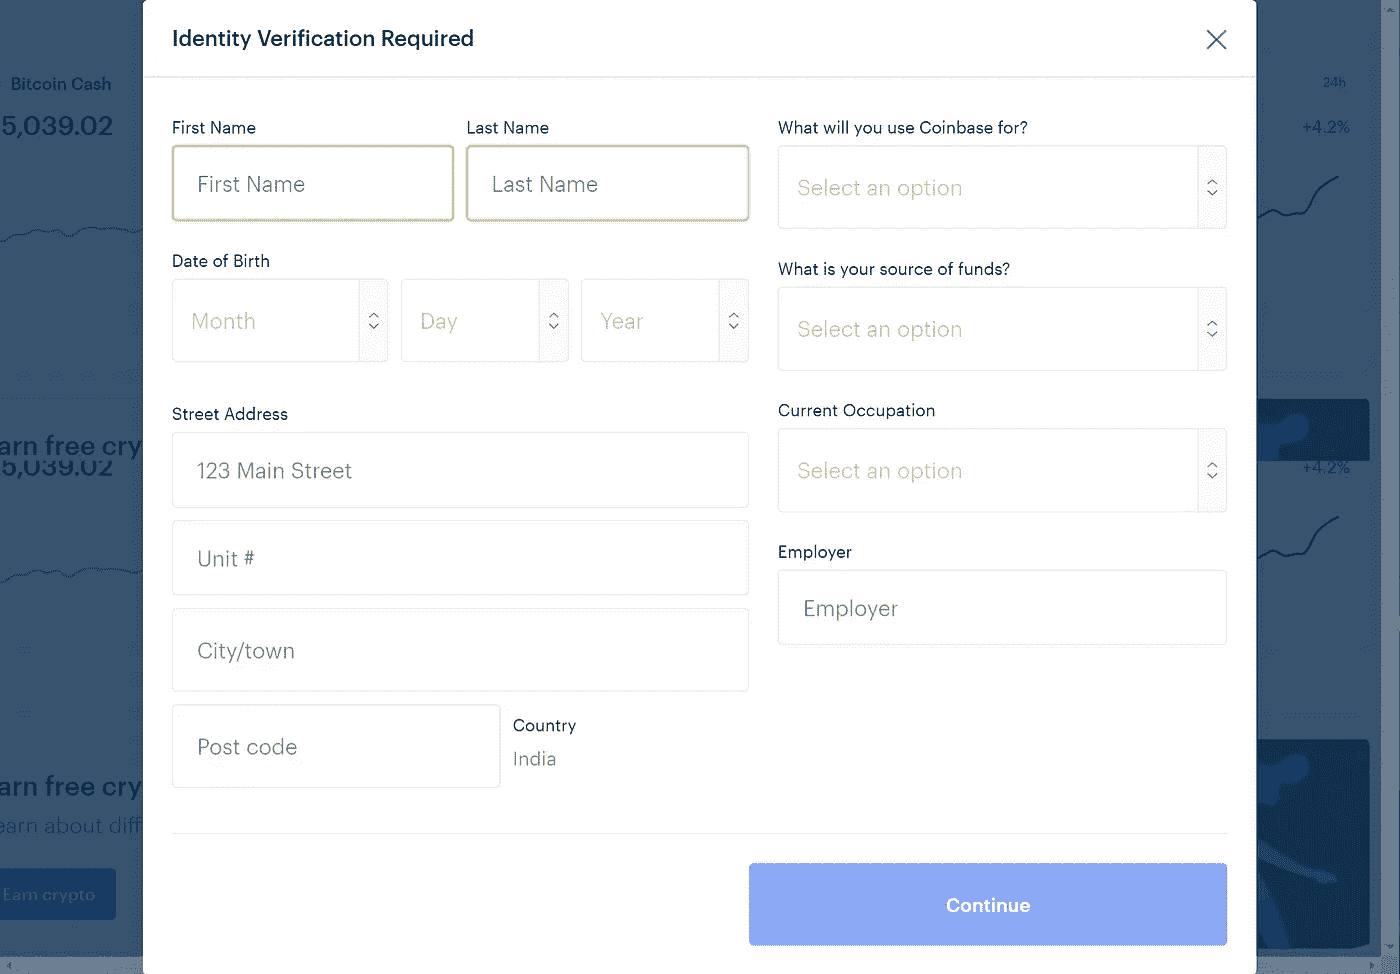 Identity Verification Required
Bitcoin Cash
24h
5,039.02
+4.2%
First Name
Last Name
What will you use Coinbase for?
First Name
Last Name
Select an option
Date of Birth
What is your source of funds?
Month
Day
Year
Select an option
Street Address
Current Occupation
arn free cry
5,039.02
+4.2%
123 Main Street
Select an option
Unit #
Employer
Employer
City/town
Post code
Country
India
arn free cry
earn about diff
Earn crypto
Continue